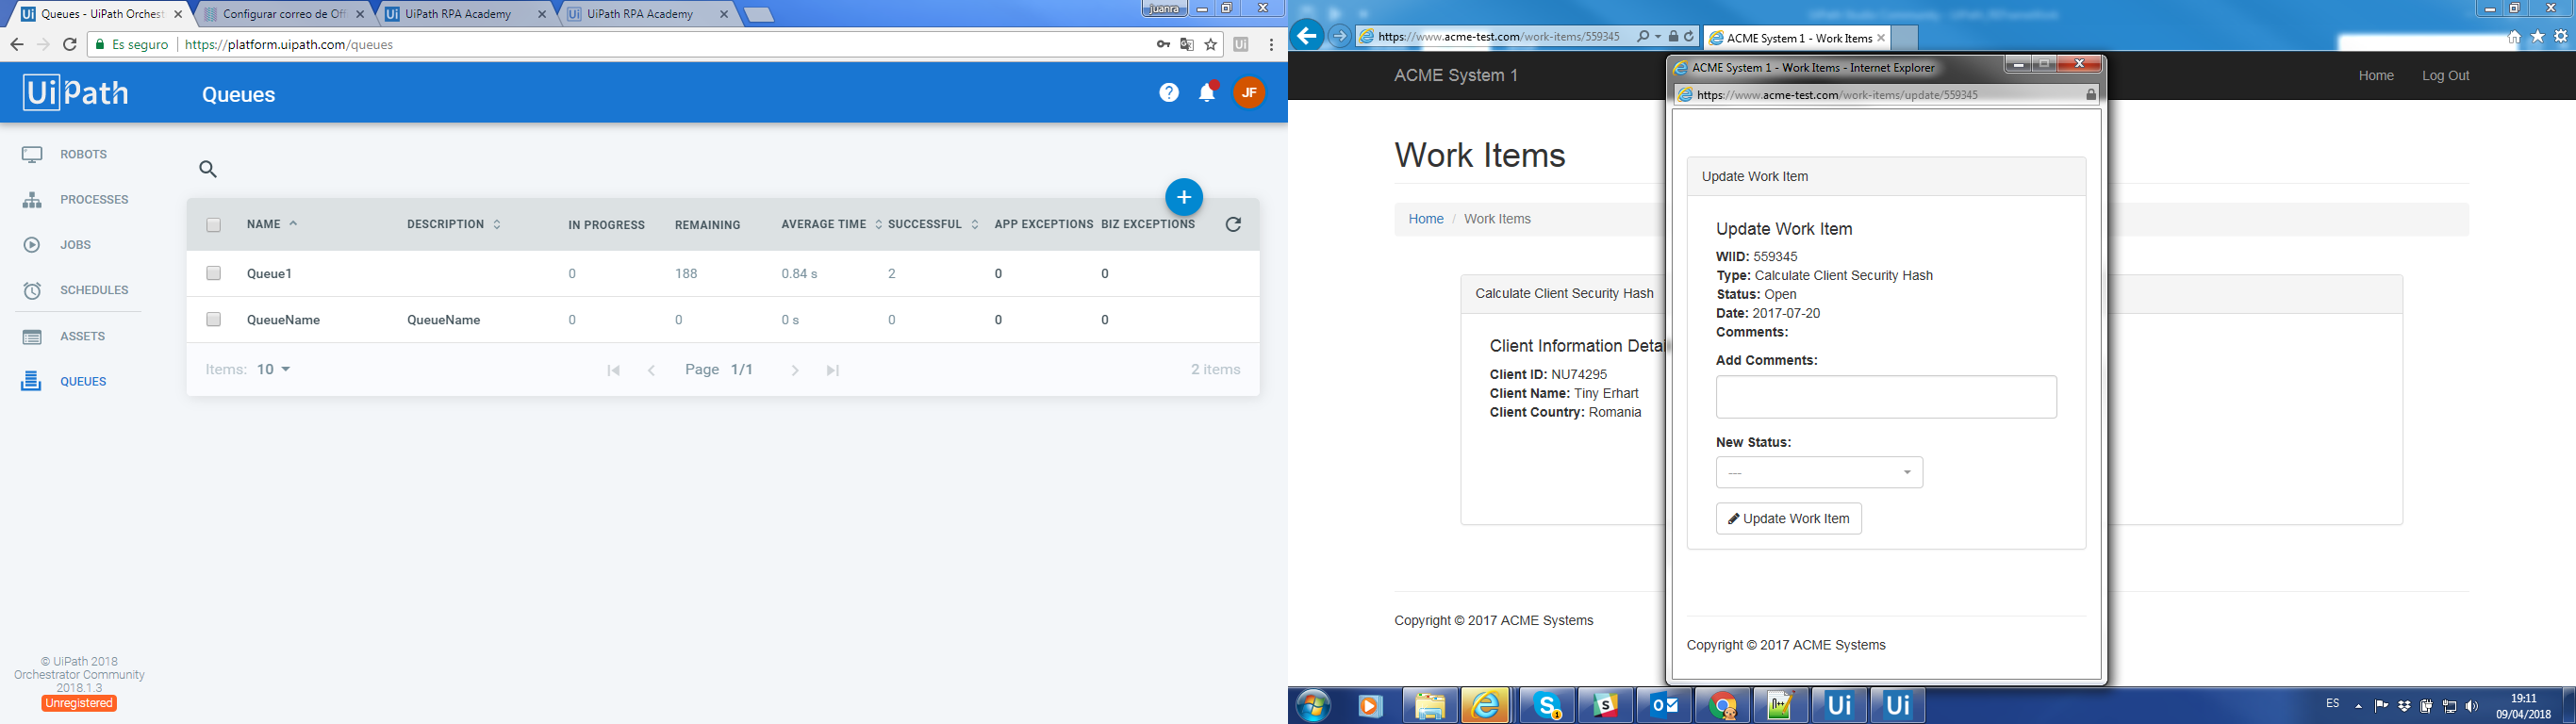 Queues - UiPath Orchest
Configurar correo de Off
UiPath RPA Academy
UiPath RPA Academy
juanra
Es seguro
https://platform.uipath.com/queues
UiPath
Queues
JF
ROBOTS
PROCESSES
JOBS
SCHEDULES
ASSETS
QUEUES
NAME DESCRIPTION IN PROGRESS REMAINING AVERAGE TIME SUCCESSFUL APP EXCEPTIONS BIZ EXCEPTIONS
Queue1 0 188 0.84 s 2 0 0
QueueName QueueName 0 0 0 s 0 0 0
Items: 10 Page 1/1 2 items
© UiPath 2018
Orchestrator Community
2018.1.3
Unregistered
https://www.acme-test.com/work-items/559345
ACME System 1 - Work Items
ACME System 1
Home
Log Out
Work Items
Home / Work Items
Calculate Client Security Hash
Client Information Detai
Client ID: NU74295
Client Name: Tiny Erhart
Client Country: Romania
Copyright © 2017 ACME Systems
ACME System 1 - Work Items - Internet Explorer
https://www.acme-test.com/work-items/update/559345
Update Work Item
Update Work Item
WIID: 559345
Type: Calculate Client Security Hash
Status: Open
Date: 2017-07-20
Comments:
Add Comments:
New Status:
---
Update Work Item
Copyright © 2017 ACME Systems
ES
19:11
09/04/2018